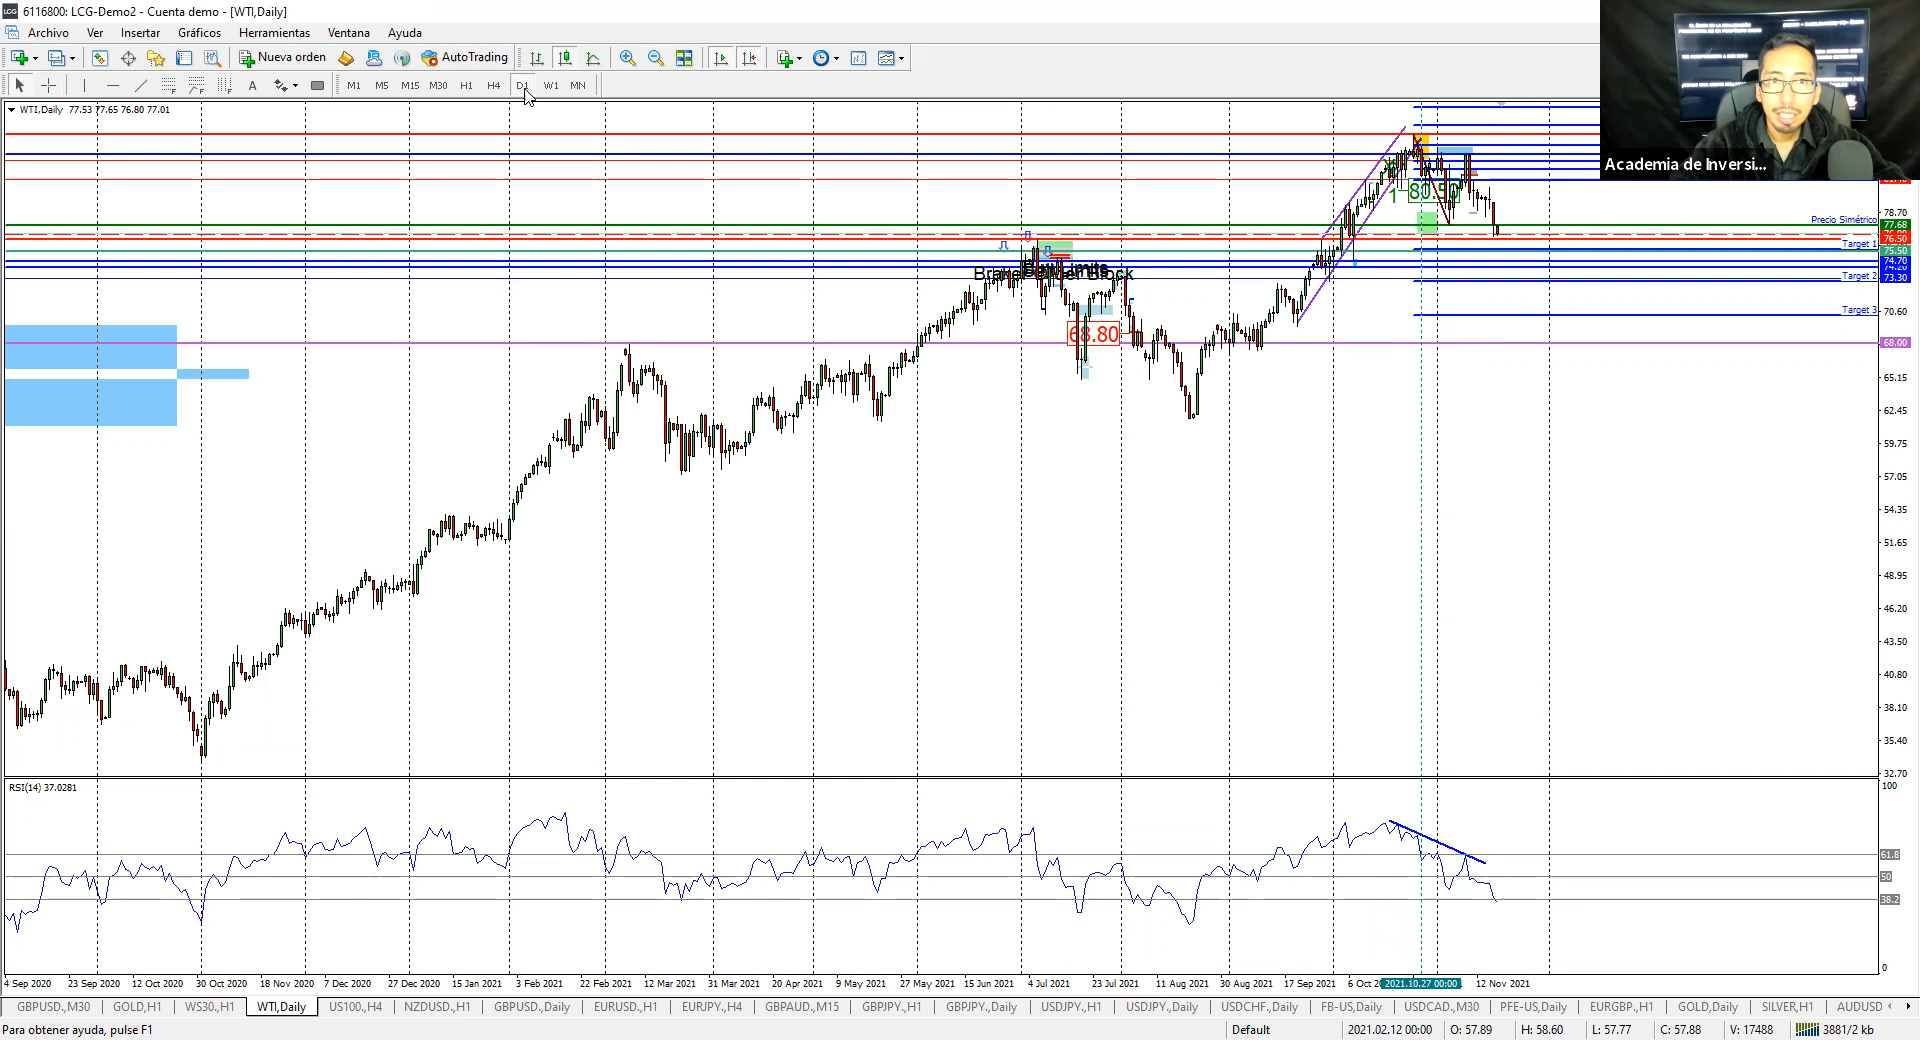 6116800: LCG-Demo2 - Cuenta demo - [WTI,Daily]
Archivo Ver Insertar Gráficos Herramientas Ventana Ayuda
Nueva orden AutoTrading
A M1 M5 M15 M30 H1 H4 D1 W1 MN
WTI,Daily 77.53 77.65 76.80 77.01
Academia de Inversi...
1 80.50
78.70
Precio Simétrico
77.68
76.50
Target 1
75.50
74.70
Target 2
73.30
Target 3
70.60
68.80
68.00
65.15
62.45
59.75
57.05
54.35
51.65
48.95
46.20
43.50
40.80
38.10
35.40
32.70
RSI(14) 37.0281
100
61.8
50
38.2
0
4 Sep 2020 23 Sep 2020 12 Oct 2020 30 Oct 2020 18 Nov 2020 7 Dec 2020 27 Dec 2020 15 Jan 2021 3 Feb 2021 22 Feb 2021 12 Mar 2021 31 Mar 2021 20 Apr 2021 9 May 2021 27 May 2021 15 Jun 2021 4 Jul 2021 23 Jul 2021 11 Aug 2021 30 Aug 2021 17 Sep 2021 6 Oct 2021.10.27 00:00 12 Nov 2021
GBPUSD.,M30 GOLD,H1 WS30.,H1 WTI,Daily US100.,H4 NZDUSD.,H1 GBPUSD.,Daily EURUSD.,H1 EURJPY.,H4 GBPAUD.,M15 GBPJPY.,H1 GBPJPY.,Daily USDJPY.,H1 USDJPY.,Daily USDCHF.,Daily FB-US,Daily USDCAD.,M30 PFE-US,Daily EURGBP.,H1 GOLD,Daily SILVER,H1 AUDUSD
Para obtener ayuda, pulse F1 Default 2021.02.12 00:00 O: 57.89 H: 58.60 L: 57.77 C: 57.88 V: 17488 3881/2 kb